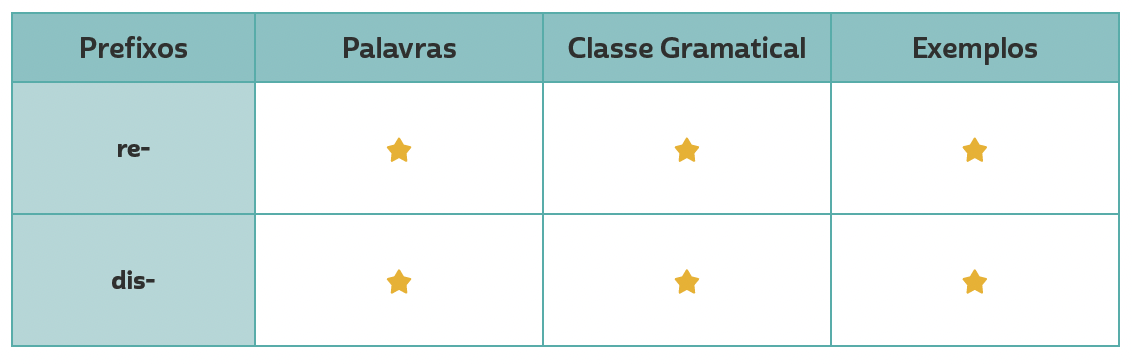 Prefixos Palavras Classe Gramatical Exemplos
re-
dis-